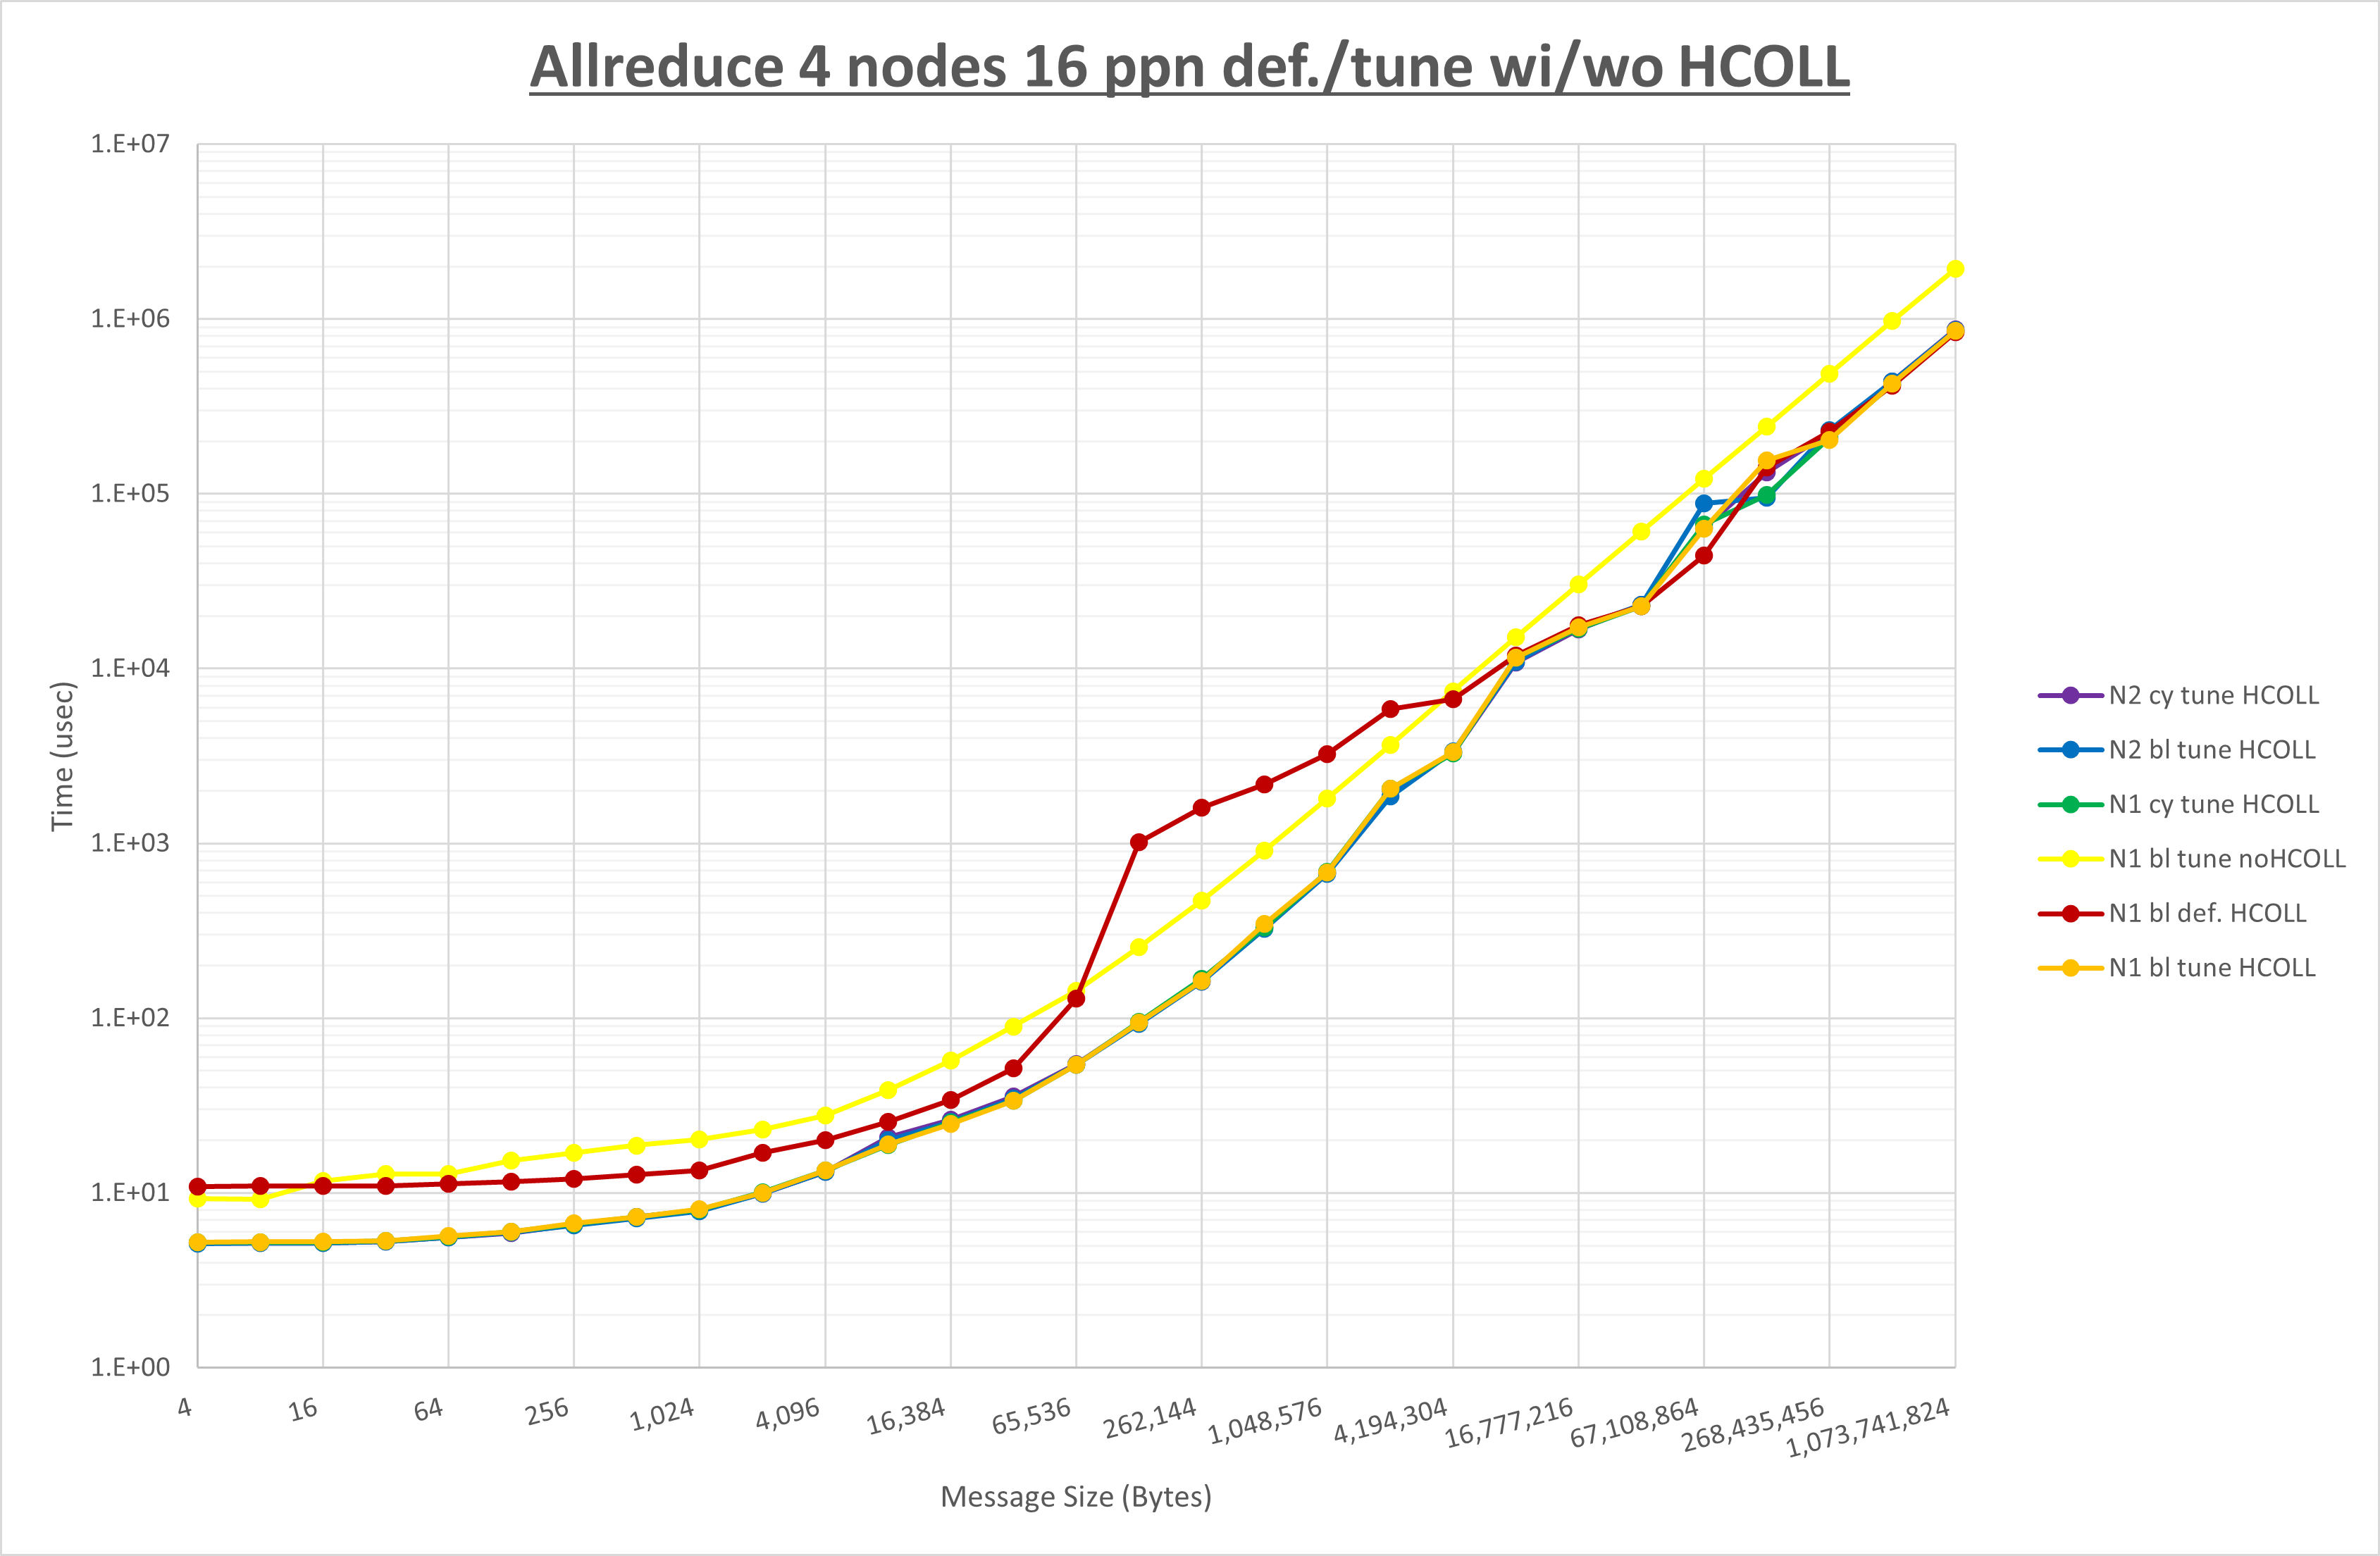 Allreduce 4 nodes 16 ppn def./tune wi/wo HCOLL
1.E+07
1.E+06
1.E+05
1.E+04
1.E+03
1.E+02
1.E+01
1.E+00
Time (usec)
4
16
64
256
1,024
4,096
16,384
65,536
262,144
1,048,576
4,194,304
16,777,216
67,108,864
268,435,456
1,073,741,824
Message Size (Bytes)
N2 cy tune HCOLL
N2 bl tune HCOLL
N1 cy tune HCOLL
N1 bl tune noHCOLL
N1 bl def. HCOLL
N1 bl tune HCOLL